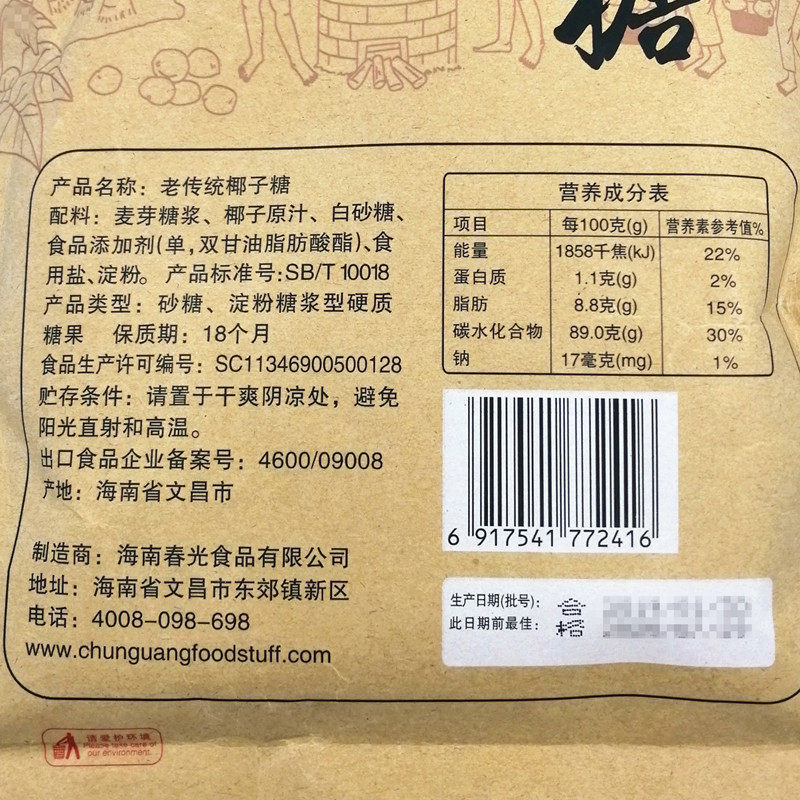 糖
产品名称：老传统椰子糖
配料：麦芽糖浆、椰子原汁、白砂糖、
食品添加剂(单,双甘油脂肪酸酯)、食
用盐、淀粉。 产品标准号:SB/T 10018
产品类型：砂糖、淀粉糖浆型硬质
糖果 保质期：18个月
食品生产许可编号：SC11346900500128
贮存条件：请置于干爽阴凉处，避免
阳光直射和高温。
出口食品企业备案号：4600/09008
产地：海南省文昌市
制造商：海南春光食品有限公司
地址：海南省文昌市东郊镇新区
电话：4008-098-698
www.chunguangfoodstuff.com
营养成分表
项目 每100克(g) 营养素参考值%
能量 1858千焦(kJ) 22%
蛋白质 1.1克(g) 2%
脂肪 8.8克(g) 15%
碳水化合物 89.0克(g) 30%
钠 17毫克(mg) 1%
6 917541 772416
生产日期(批号)：
此日期前最佳：
请爱护环境
Please take care of
our environment.